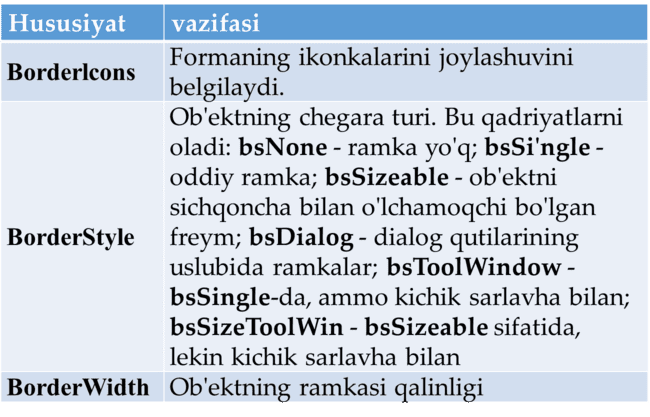 Hususiyat vazifasi
BorderIcons Formaning ikonkalarini joylashuvini
belgilaydi.
Ob'ektning chegara turi. Bu qadriyatlarni
oladi: bsNone - ramka yo'q; bsSi'ngle -
oddiy ramka; bsSizeable - ob'ektni
sichqoncha bilan o'lchamoqchi bo'lgan
BorderStyle freym; bsDialog - dialog qutilarining
uslubida ramkalar; bsToolWindow -
bsSingle-da, ammo kichik sarlavha bilan;
bsSizeToolWin - bsSizeable sifatida,
lekin kichik sarlavha bilan
BorderWidth Ob'ektning ramkasi qalinligi